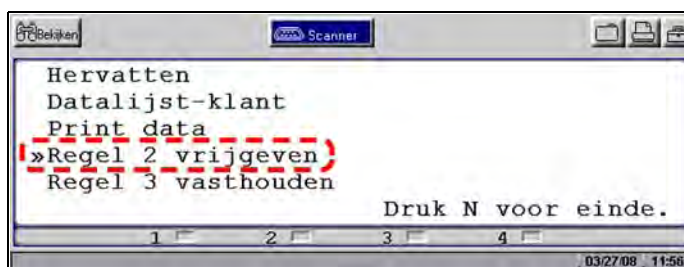 Bekijken Scanner
Hervatten
Datalijst-klant
Print data
»Regel 2 vrijgeven
Regel 3 vasthouden
Druk N voor einde.
1 2 3 4
03/27/08 11:56